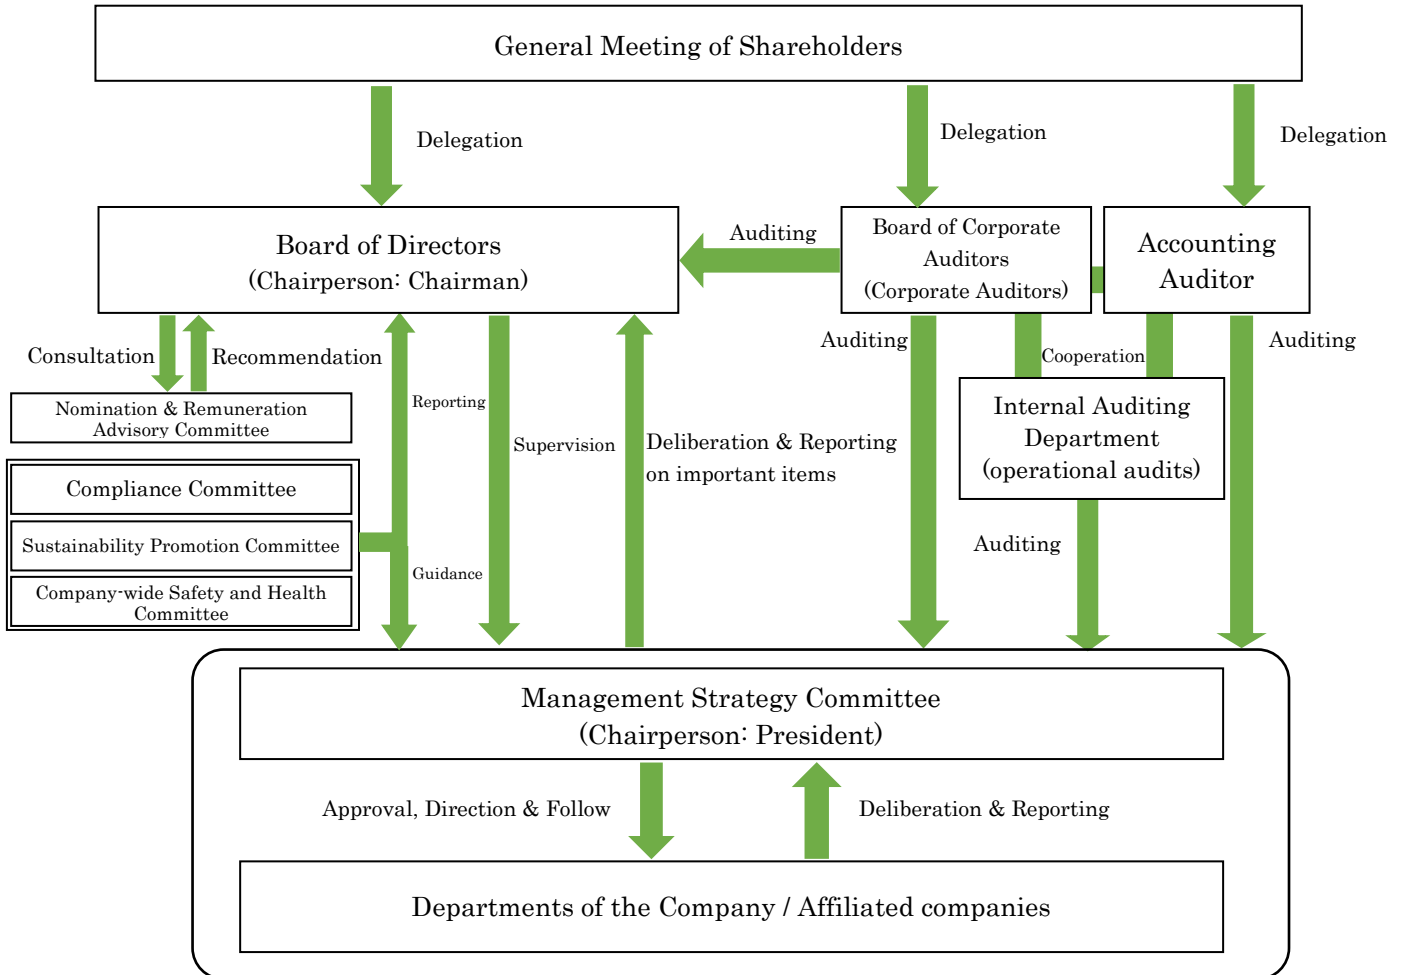 General Meeting of Shareholders
Delegation
Delegation
Delegation
Board of Directors
(Chairperson: Chairman)
Auditing
Board of Corporate
Auditors
(Corporate Auditors)
Accounting
Auditor
Consultation
Recommendation
Auditing
Cooperation
Auditing
Nomination & Remuneration
Advisory Committee
Reporting
Supervision
Deliberation & Reporting
on important items
Internal Auditing
Department
(operational audits)
Compliance Committee
Sustainability Promotion Committee
Company-wide Safety and Health
Committee
Guidance
Auditing
Management Strategy Committee
(Chairperson: President)
Approval, Direction & Follow
Deliberation & Reporting
Departments of the Company / Affiliated companies